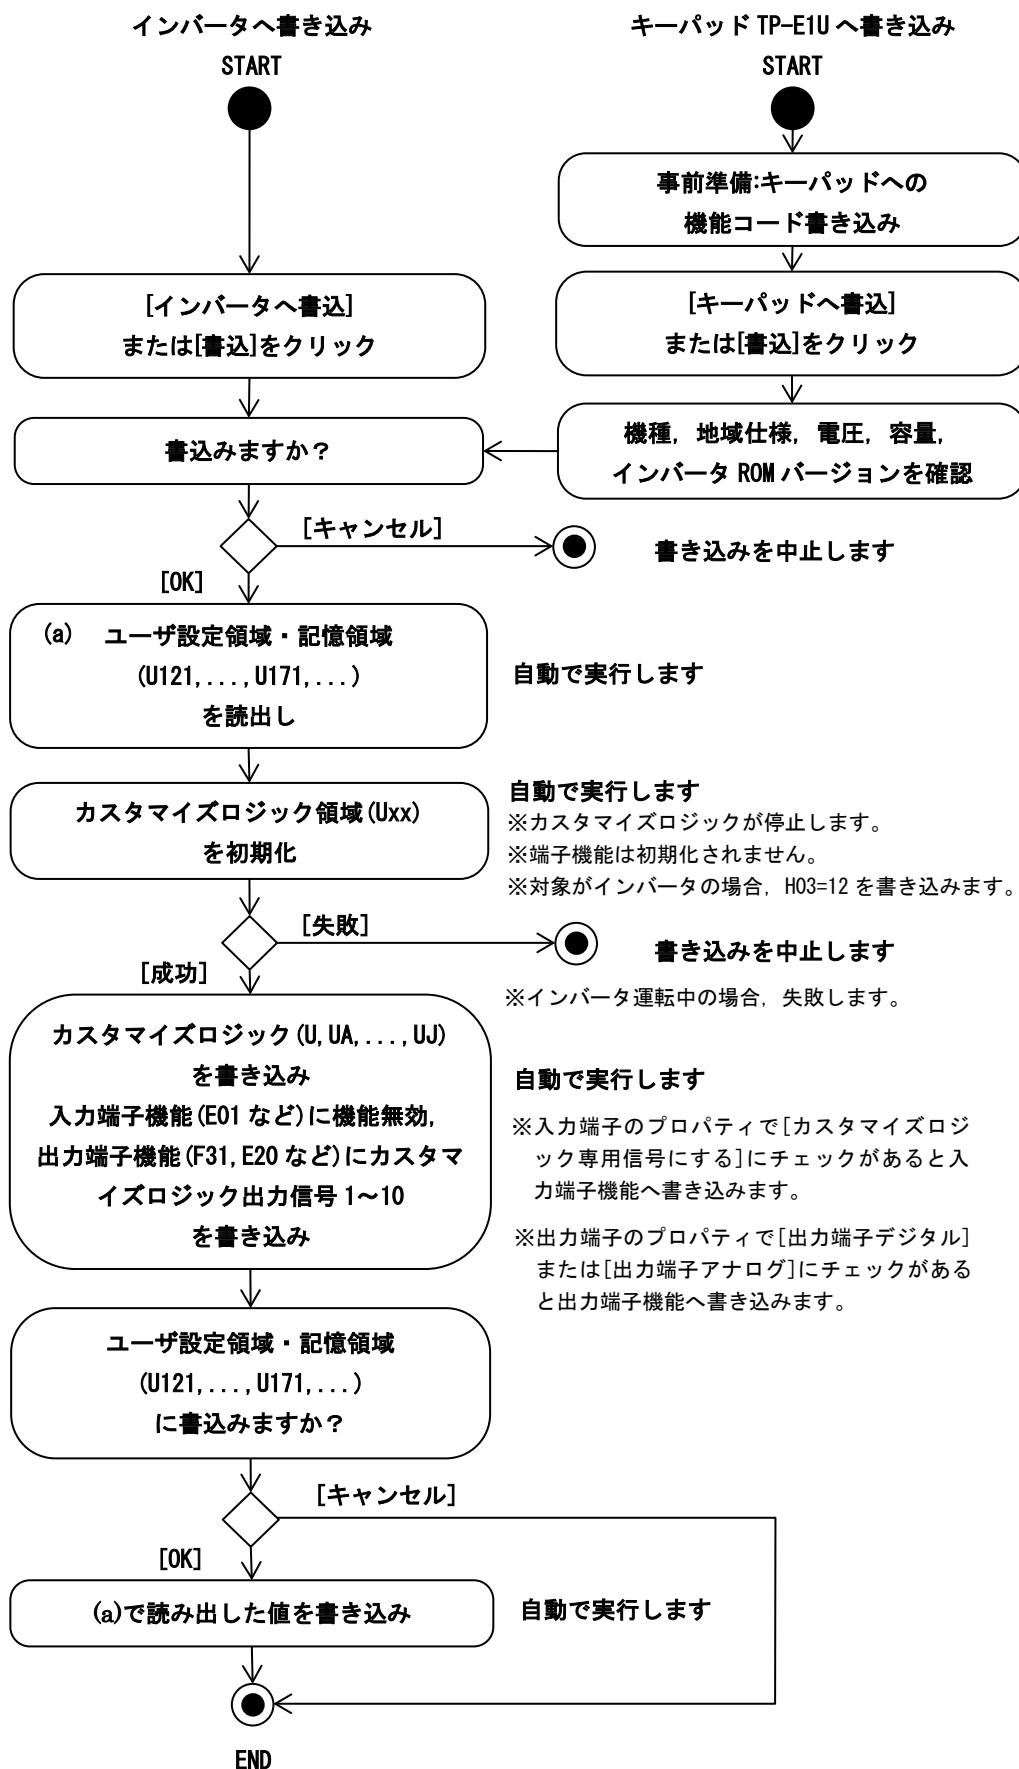 インバータへ書き込み
START
キーパッド TP-E1U へ書き込み
START
事前準備:キーパッドへの
機能コード書き込み
[インバータへ書込]
または[書込]をクリック
[キーパッドへ書込]
または[書込]をクリック
書込みますか？
機種, 地域仕様, 電圧, 容量,
インバータ ROM バージョンを確認
[キャンセル]
書き込みを中止します
[OK]
(a) ユーザ設定領域・記憶領域
(U121,...,U171,...)
を読出し
自動で実行します
カスタマイズロジック領域(Uxx)
を初期化
自動で実行します
※カスタマイズロジックが停止します。
※端子機能は初期化されません。
※対象がインバータの場合, H03=12 を書き込みます。
[失敗]
書き込みを中止します
[成功]
※インバータ運転中の場合, 失敗します。
カスタマイズロジック(U,UA,...,UJ)
を書き込み
入力端子機能(E01 など)に機能無効,
出力端子機能(F31,E20 など)にカスタマ
イズロジック出力信号 1～10
を書き込み
自動で実行します
※入力端子のプロパティで[カスタマイズロジ
ック専用信号にする]にチェックがあると入
力端子機能へ書き込みます。
※出力端子のプロパティで[出力端子デジタル]
または[出力端子アナログ]にチェックがある
と出力端子機能へ書き込みます。
ユーザ設定領域・記憶領域
(U121,...,U171,...)
に書込みますか？
[キャンセル]
[OK]
(a)で読み出した値を書き込み
自動で実行します
END